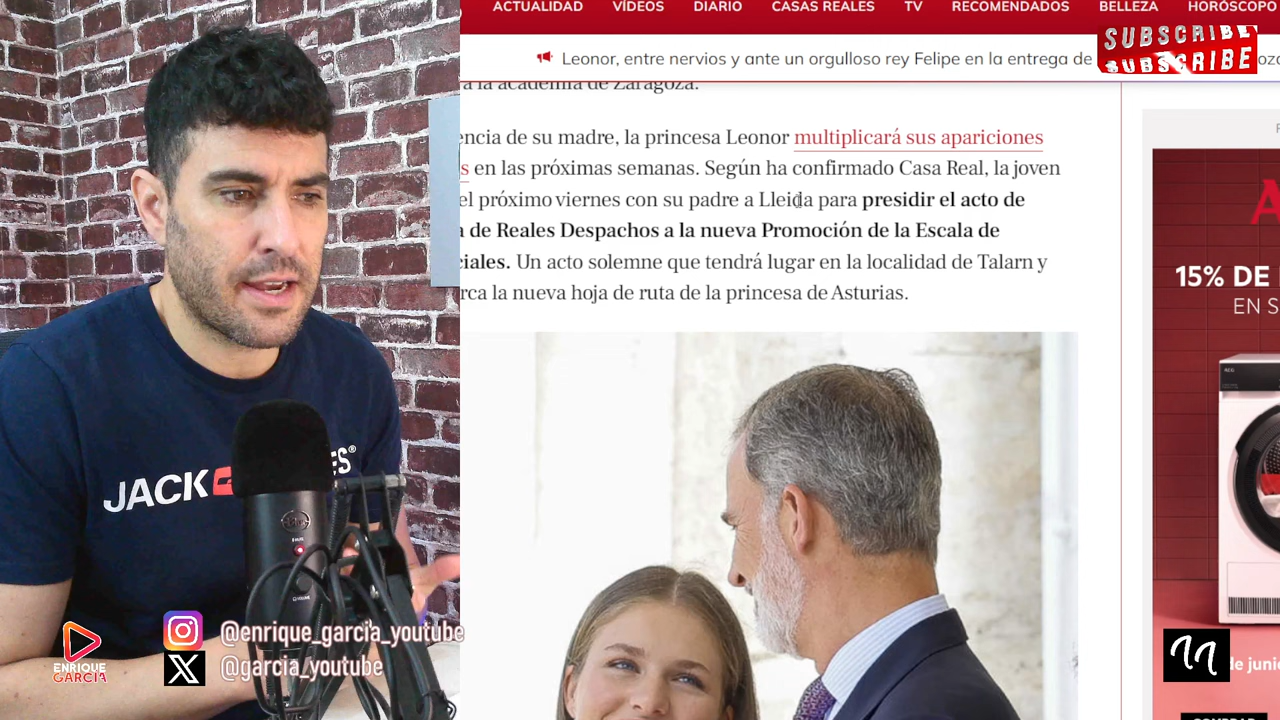 ACTUALIDAD VÍDEOS DIARIO CASAS REALES TV RECOMENDADOS BELLEZA HORÓSCOPO
SUBSCRIBE
SUBSCRIBE
Leonor, entre nervios y ante un orgulloso rey Felipe en la entrega de
a la academia de Zaragoza.
encia de su madre, la princesa Leonor multiplicará sus apariciones
s en las próximas semanas. Según ha confirmado Casa Real, la joven
el próximo viernes con su padre a Lleida para presidir el acto de
a de Reales Despachos a la nueva Promoción de la Escala de
ciales. Un acto solemne que tendrá lugar en la localidad de Talarn y
rca la nueva hoja de ruta de la princesa de Asturias.
15% DE
EN S
AEG
JACK
ES®
@enrique_garcia_youtube
@garcia_youtube
ENRIQUE
GARCIA
de juni
COMPRAR